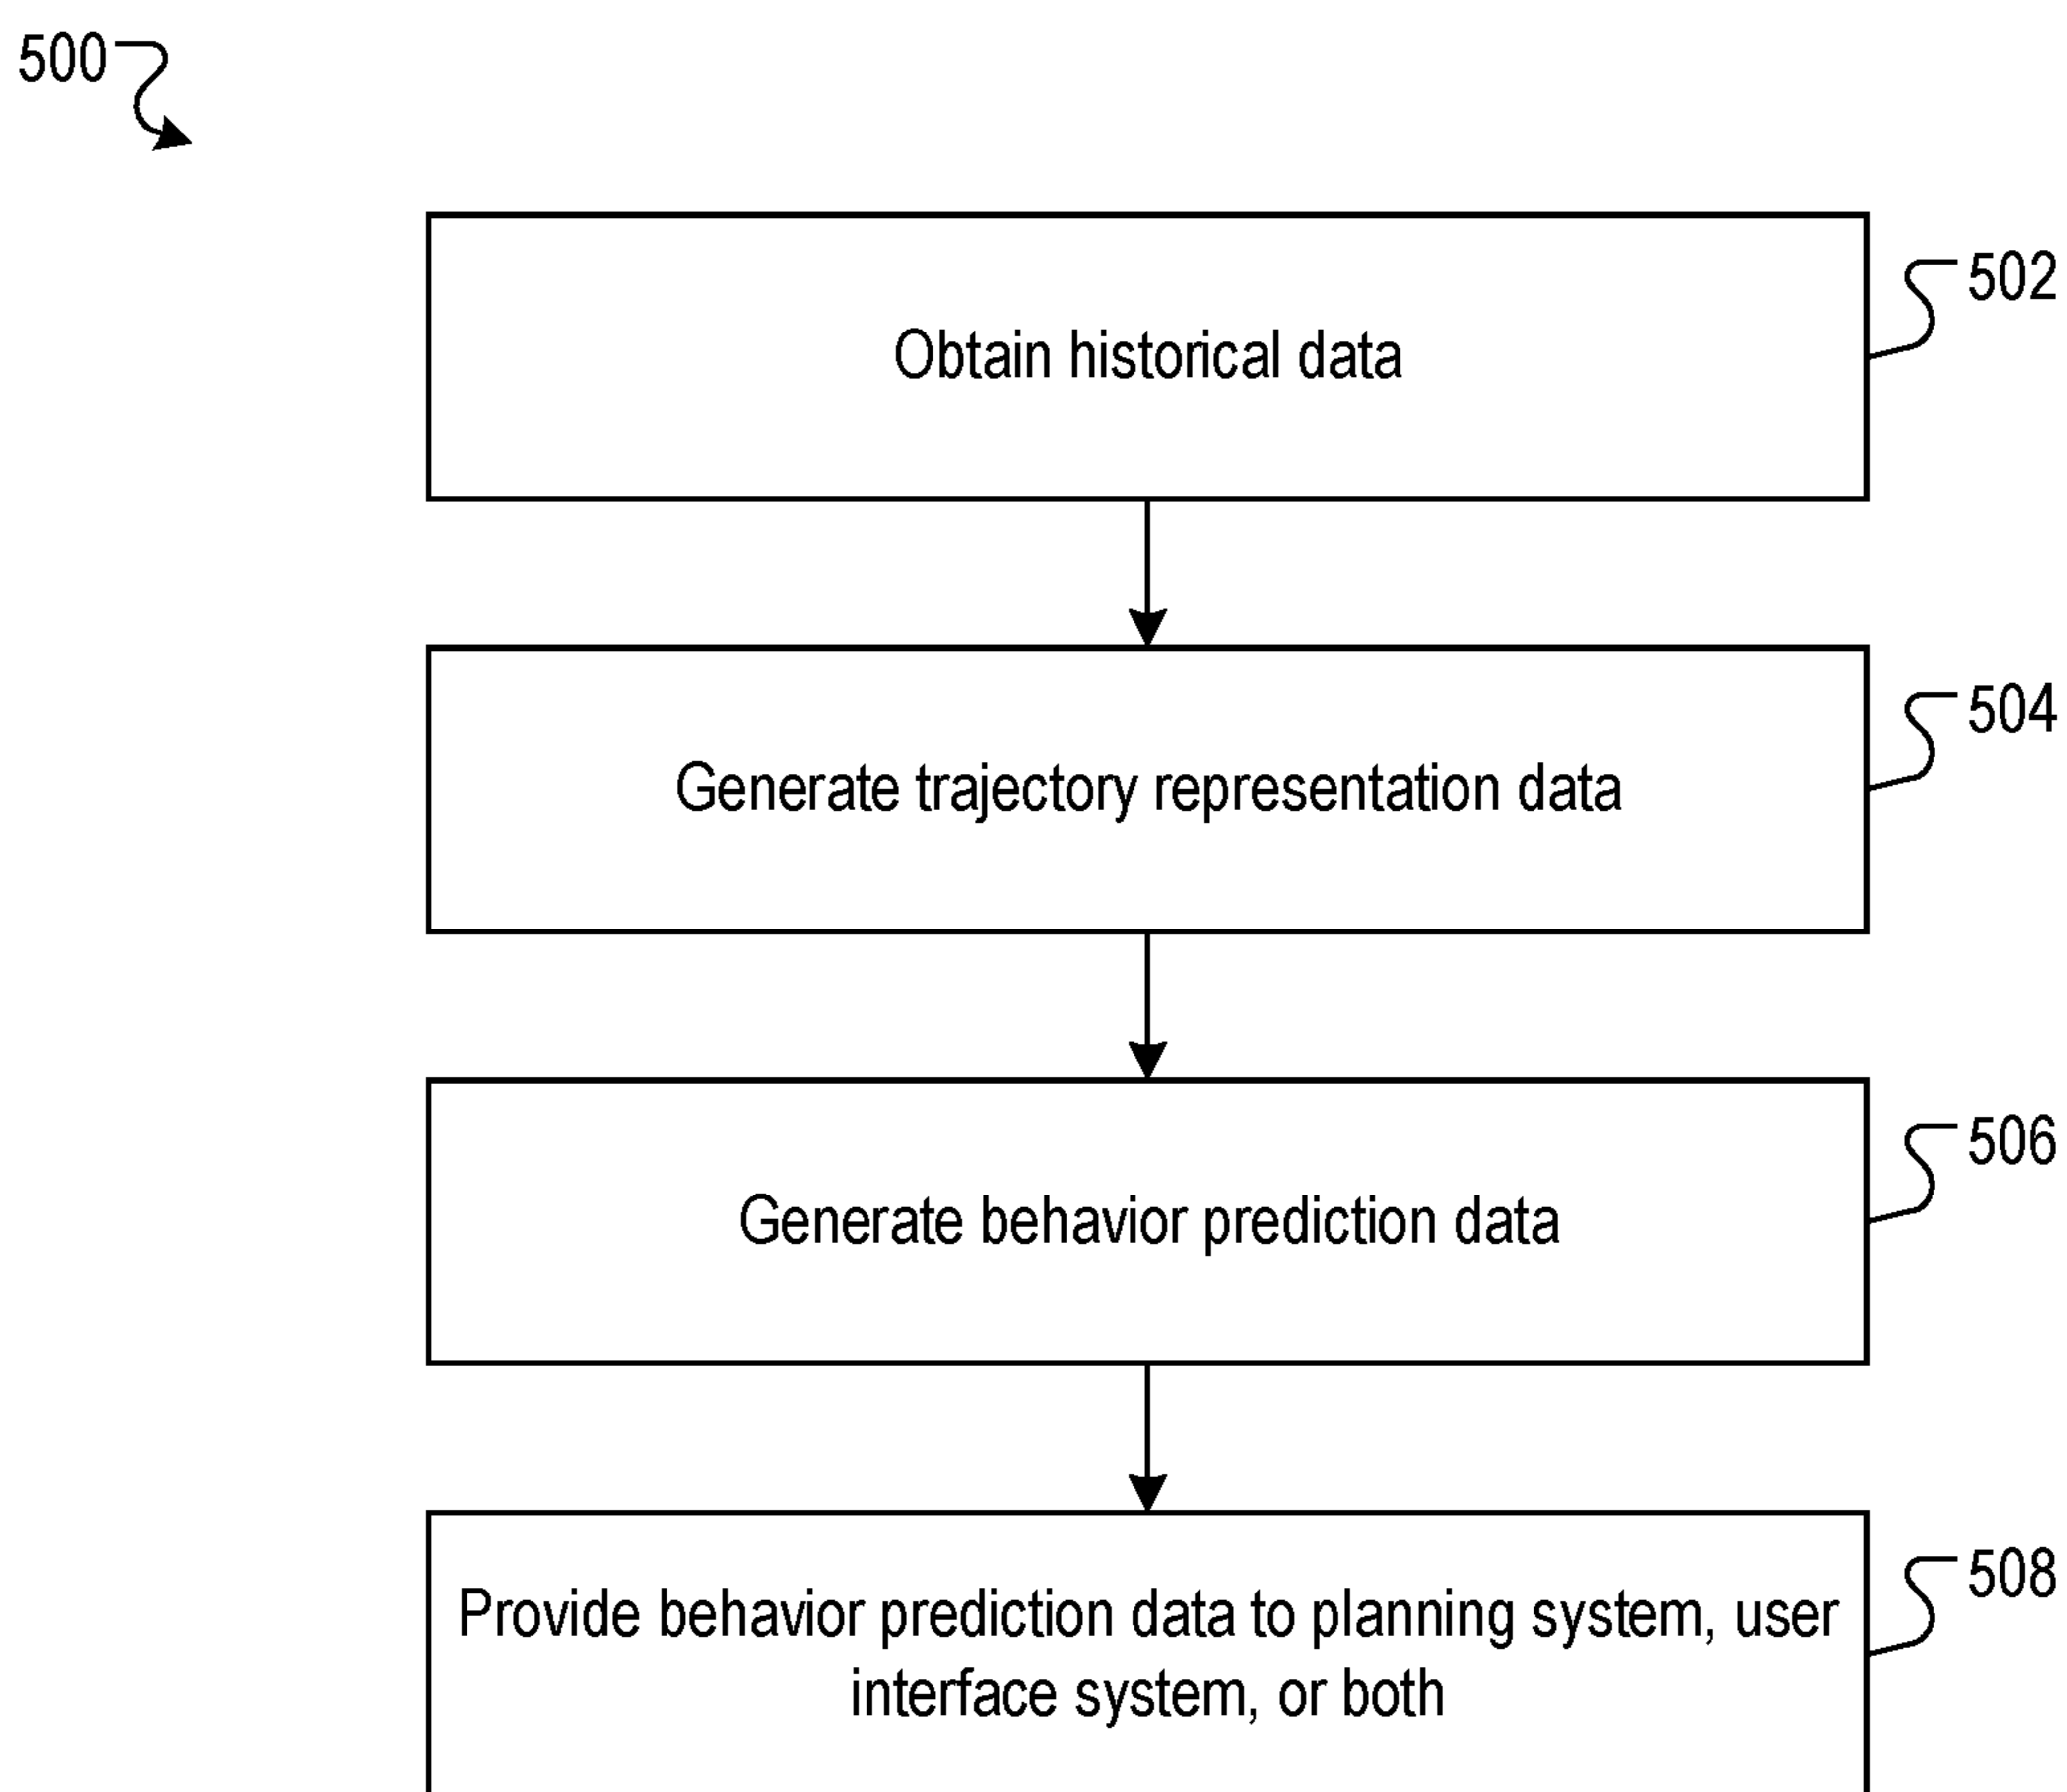 500
502
Obtain historical data
504
Generate trajectory representation data
506
Generate behavior prediction data
508
Provide behavior prediction data to planning system, user
interface system, or both